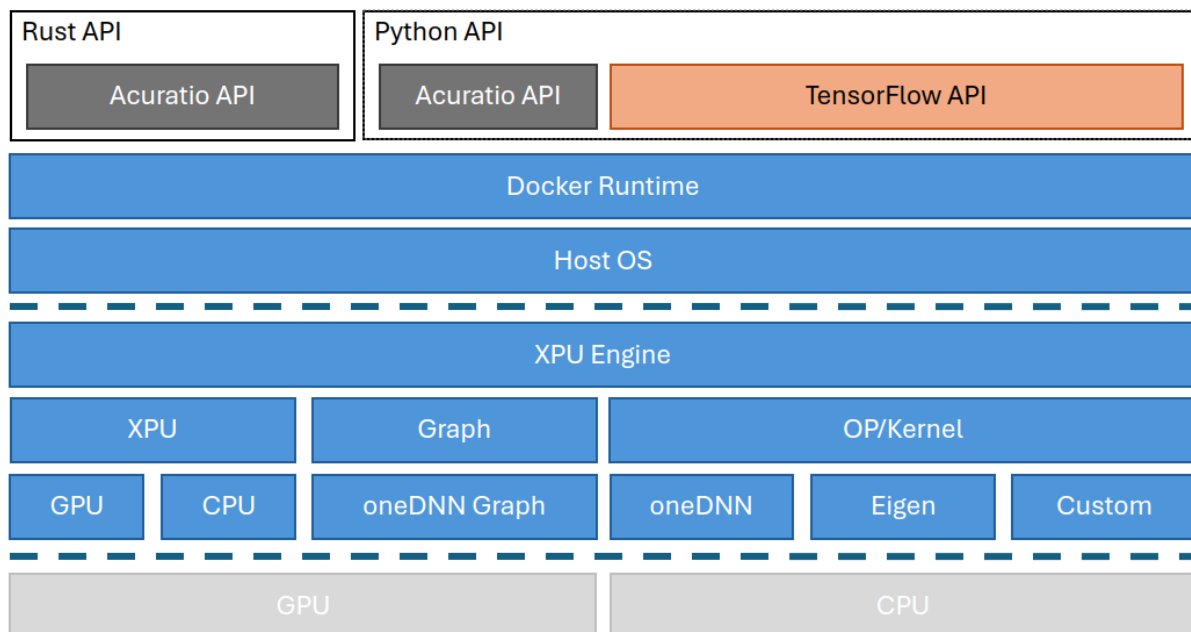 Rust API
Python API
Acuratio API
Acuratio API
TensorFlow API
Docker Runtime
Host OS
XPU Engine
XPU
Graph
OP/Kernel
GPU
CPU
oneDNN Graph
oneDNN
Eigen
Custom
GPU
CPU